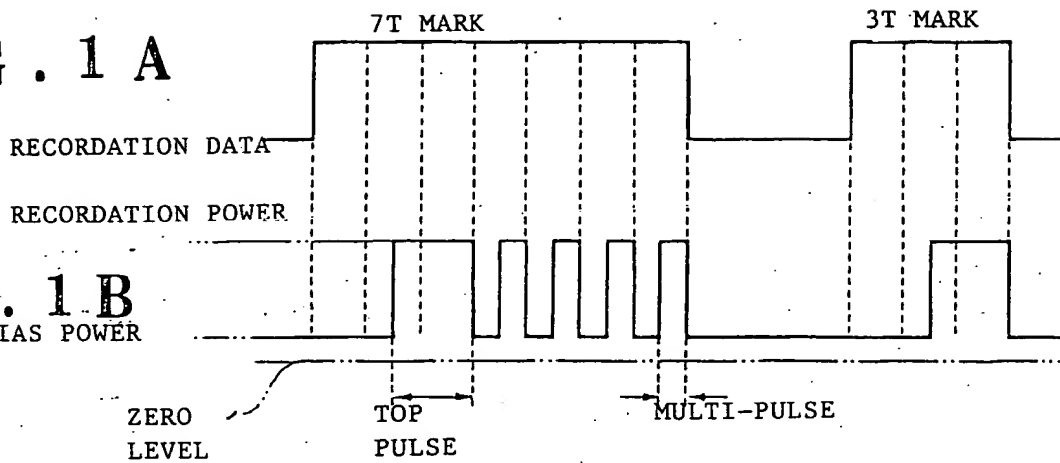 7T MARK
3T MARK
G. 1 A
RECORDATION DATA
RECORDATION POWER
. 1 B
IAS POWER
ZERO LEVEL
TOP PULSE
MULTI-PULSE